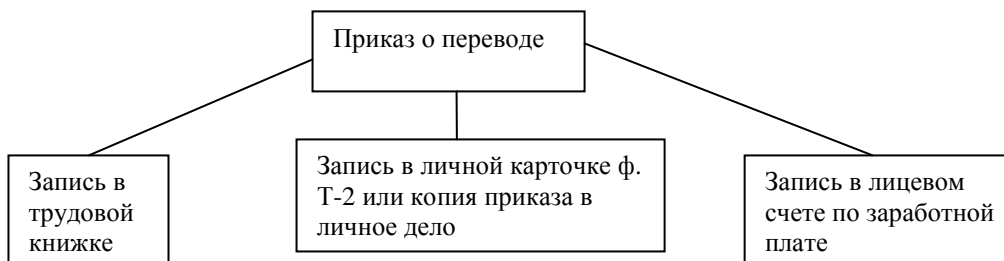 Приказ о переводе
Запись в
трудовой
книжке
Запись в личной карточке ф.
Т-2 или копия приказа в
личное дело
Запись в лицевом
счете по заработной
плате